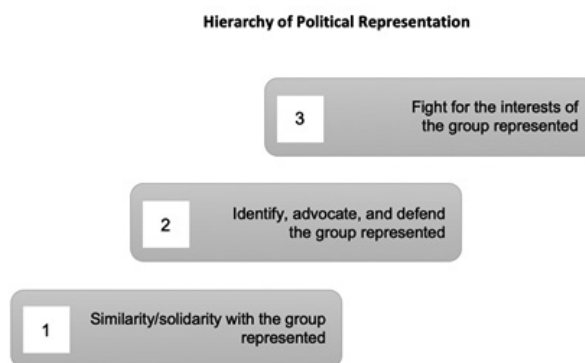 Hierarchy of Political Representation
3
Fight for the interests of
the group represented
2
Identify, advocate, and defend
the group represented
1
Similarity/solidarity with the group
represented